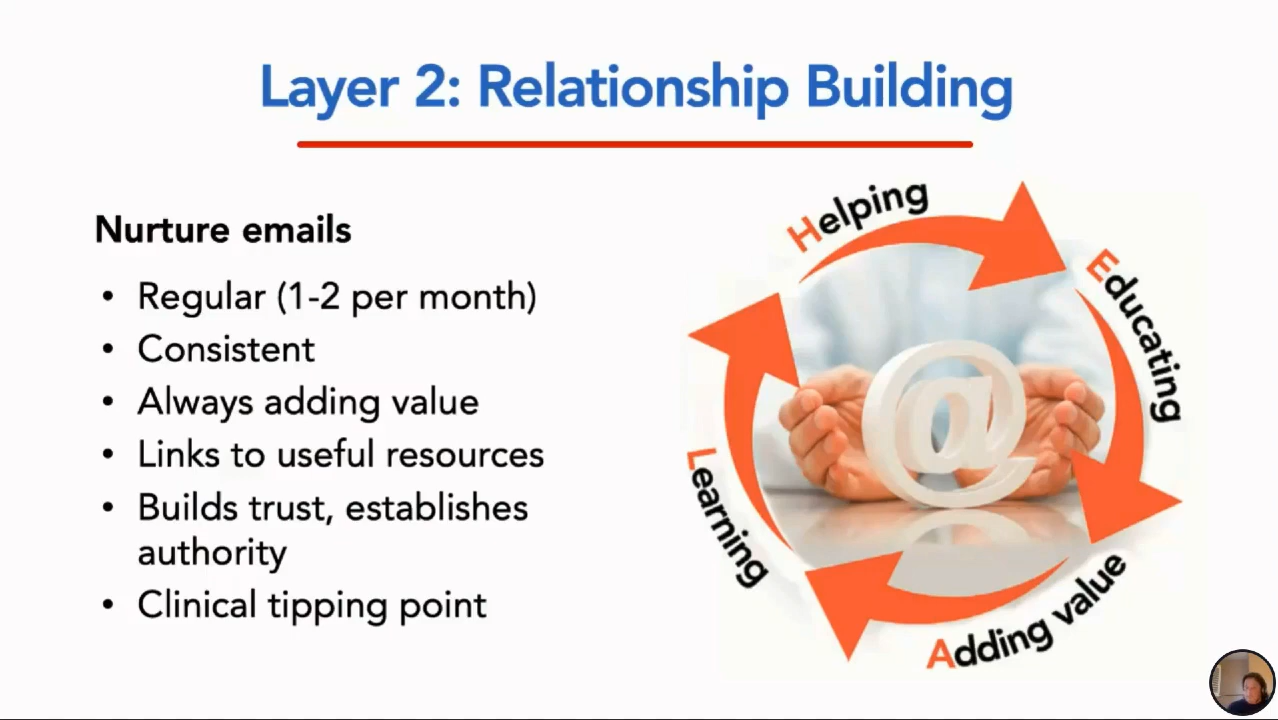 Layer 2: Relationship Building
Nurture emails
• Regular (1-2 per month)
• Consistent
• Always adding value
• Links to useful resources
• Builds trust, establishes
authority
• Clinical tipping point
Helping
Educating
Adding value
Learning
@